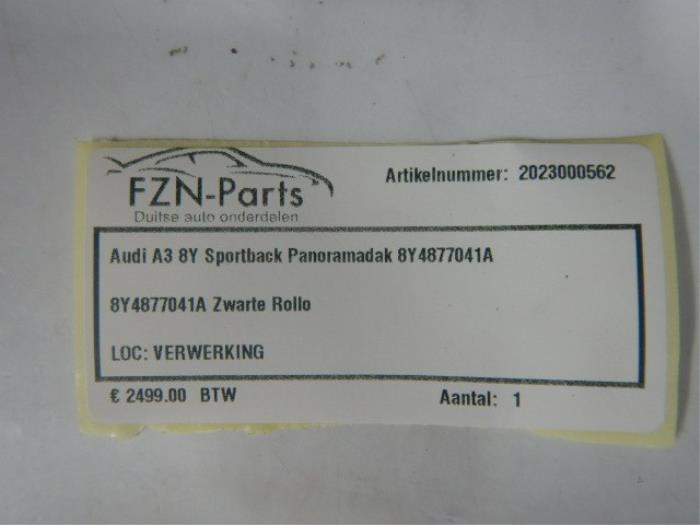 FZN-Parts
Duitse auto onderdelen
Artikelnummer: 2023000562
Audi A3 8Y Sportback Panoramadak 8Y4877041A
8Y4877041A Zwarte Rollo
LOC: VERWERKING
€ 2499.00 BTW
Aantal: 1